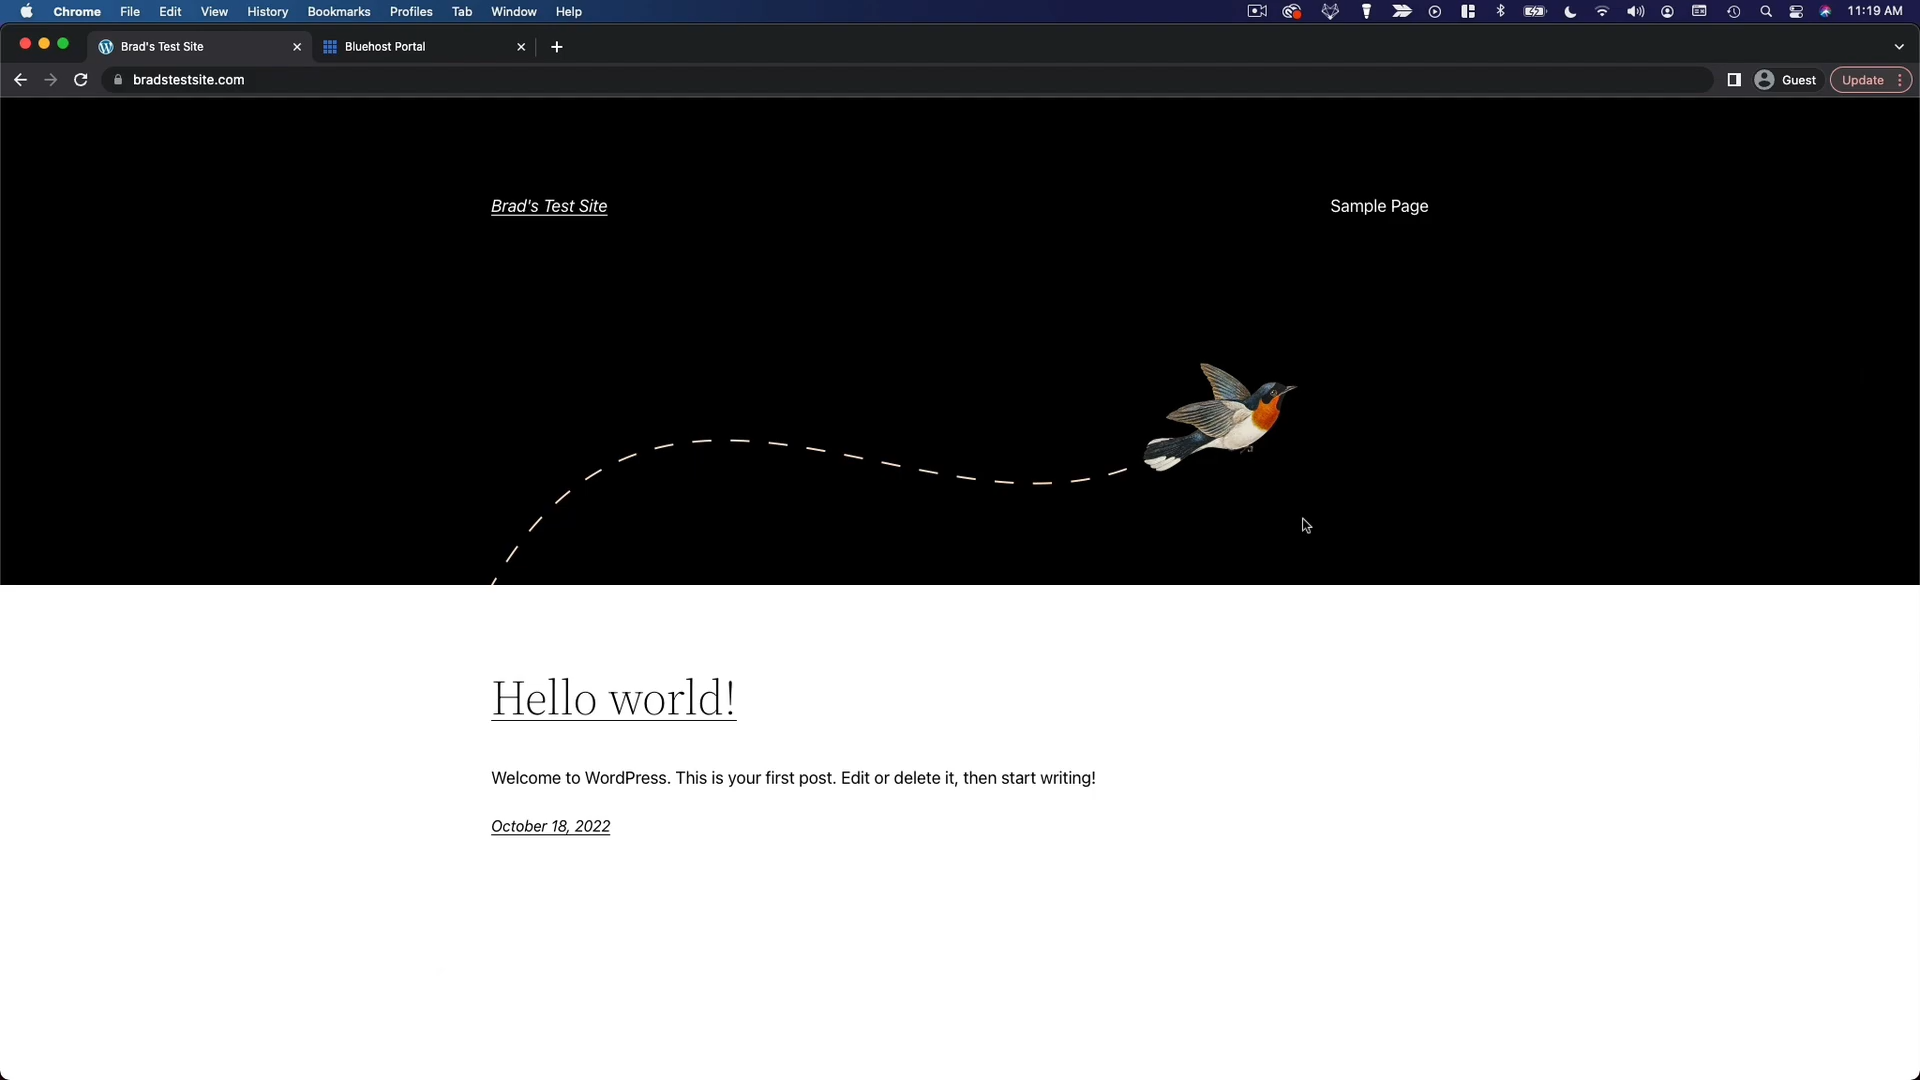 Chrome File Edit View History Bookmarks Profiles Tab Window Help 11:19 AM
Brad's Test Site Bluehost Portal
bradstestsite.com Guest Update
Brad's Test Site Sample Page
Hello world!
Welcome to WordPress. This is your first post. Edit or delete it, then start writing!
October 18, 2022